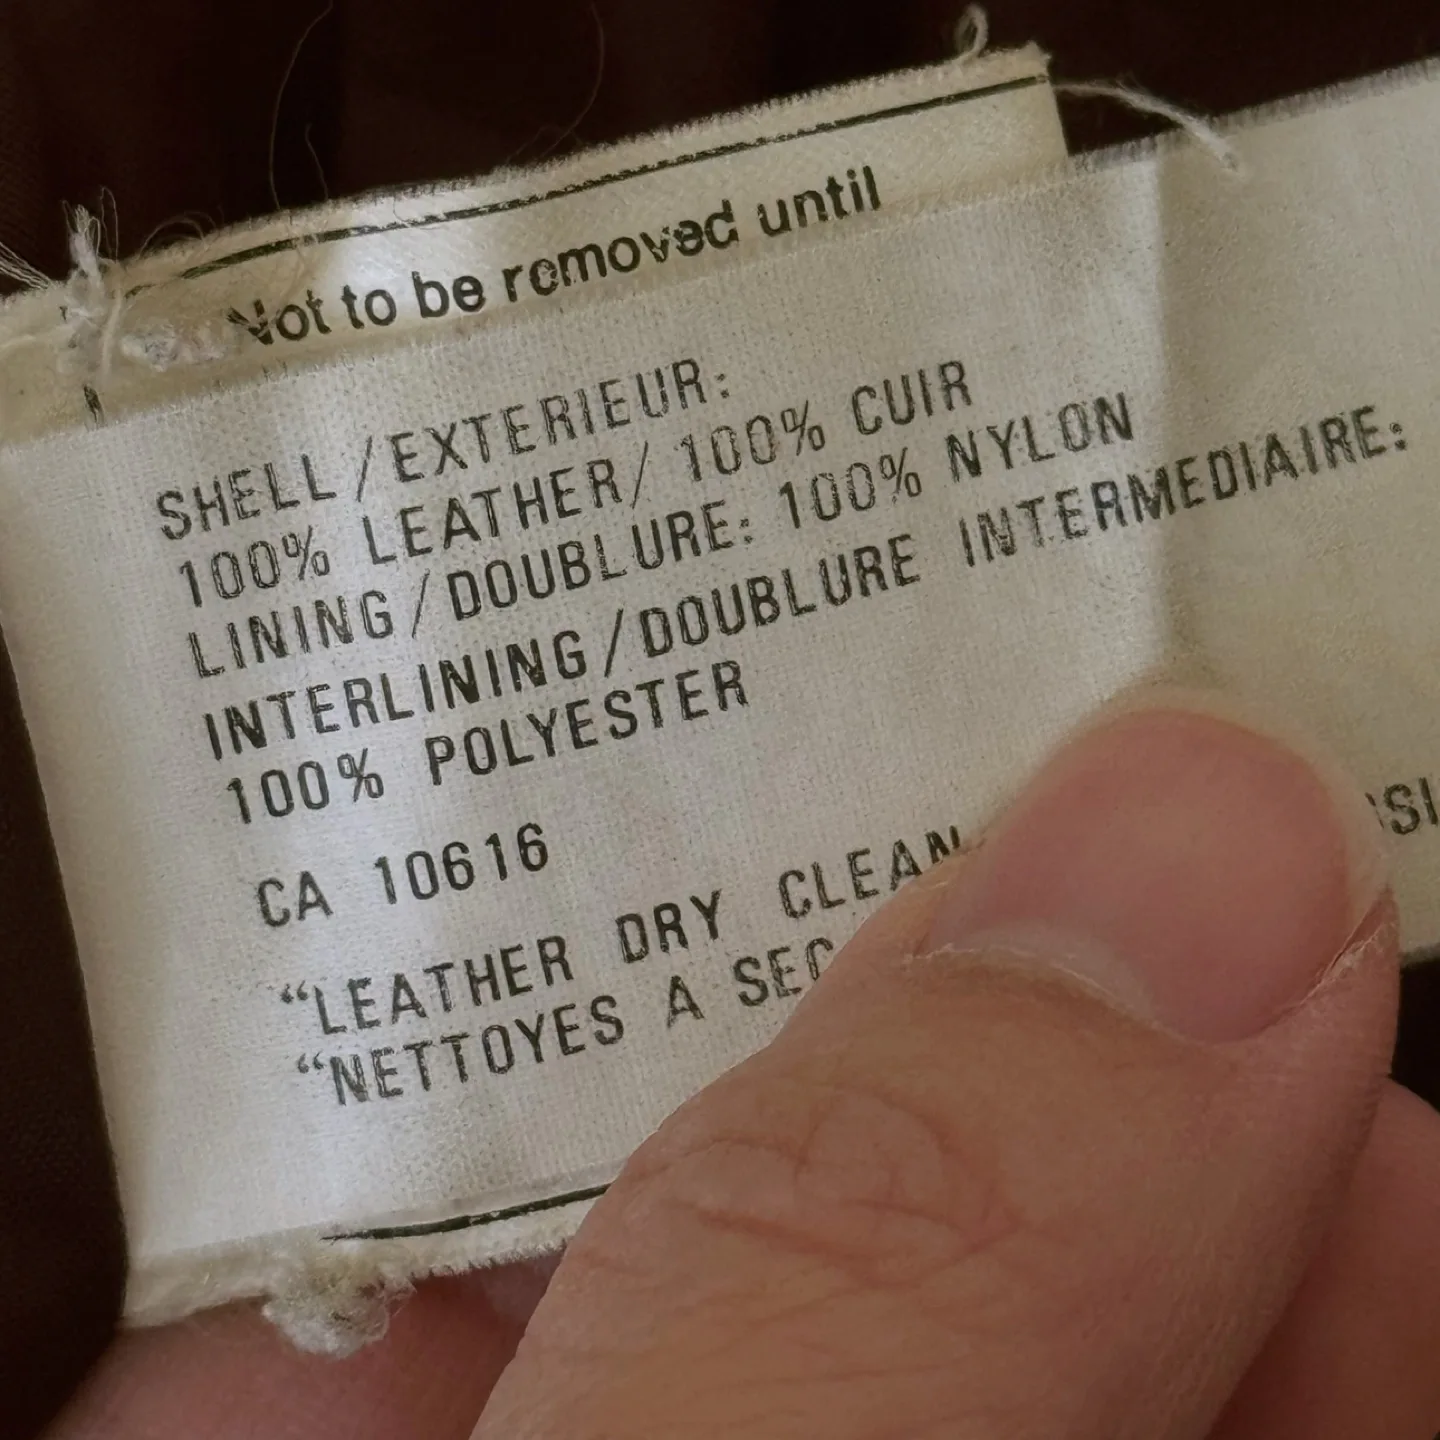 Not to be removed until
SHELL/EXTERIEUR:
100% LEATHER/ 100% CUIR
LINING/DOUBLURE: 100% NYLON
INTERLINING/DOUBLURE INTERMEDIAIRE:
100% POLYESTER
CA 10616
“LEATHER DRY CLEAN
“NETTOYES A SEC